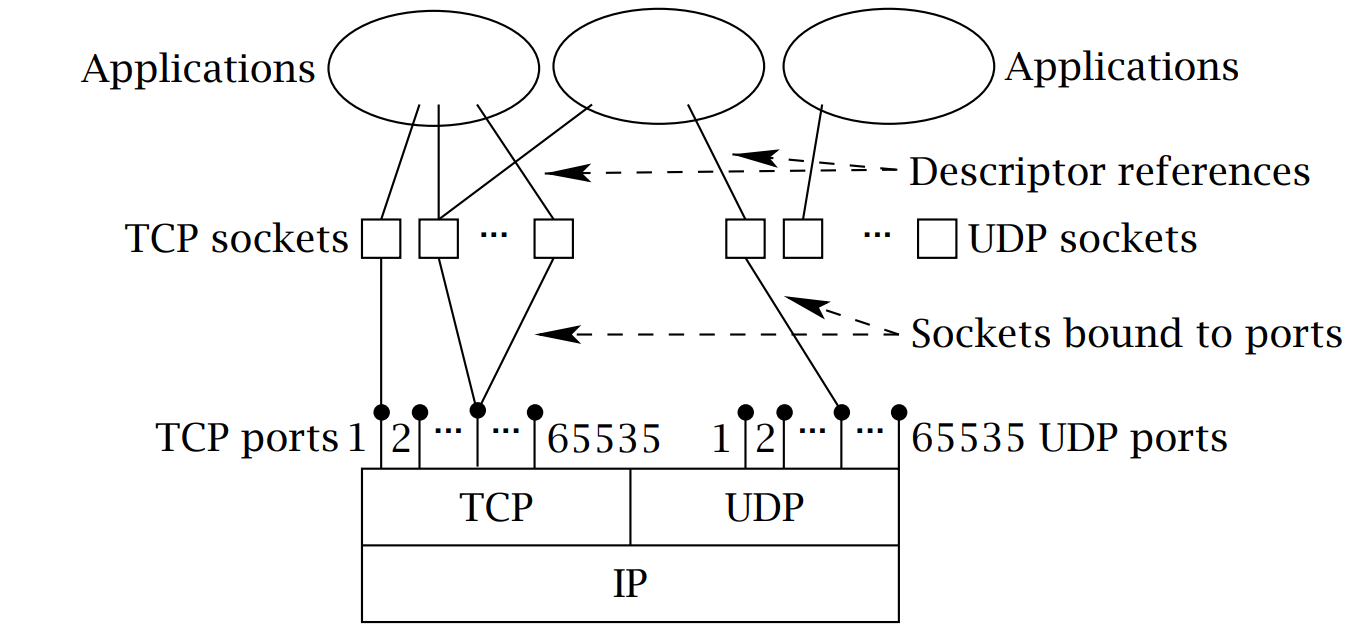 Applications Applications
Descriptor references
TCP sockets ... ... UDP sockets
Sockets bound to ports
TCP ports 1 2 ... ... 65535 1 2 ... ... 65535 UDP ports
TCP UDP
IP